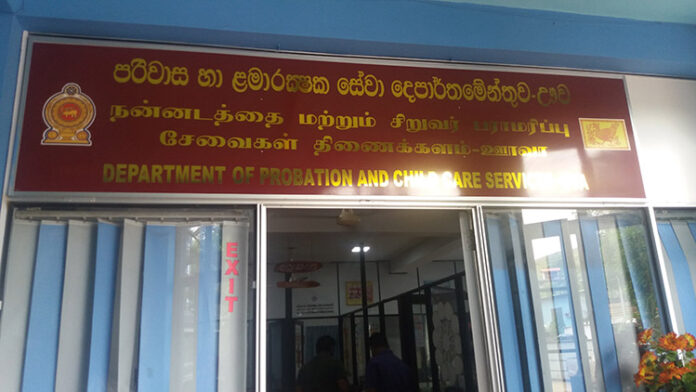 පරිවාස හා ළමාරක්ෂක සේවා දෙපාර්තමේන්තුව-ඌව
நன்னடத்தை மற்றும் சிறுவர் பராமரிப்பு
சேவைகள் திணைக்களம்-ஊவா
DEPARTMENT OF PROBATION AND CHILD CARE
EXIT